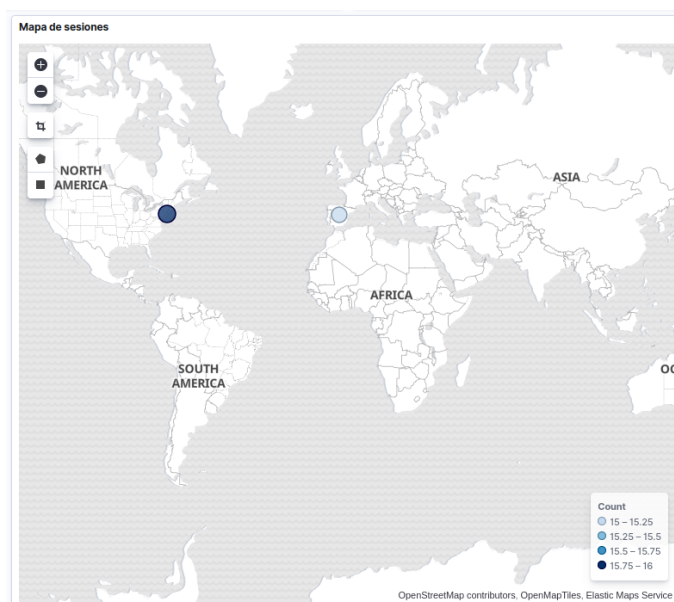 Mapa de sesiones
NORTH
AMERICA
ASIA
AFRICA
SOUTH
AMERICA
OC
Count
15 – 15.25
15.25 – 15.5
15.5 – 15.75
15.75 – 16
OpenStreetMap contributors, OpenMapTiles, Elastic Maps Service